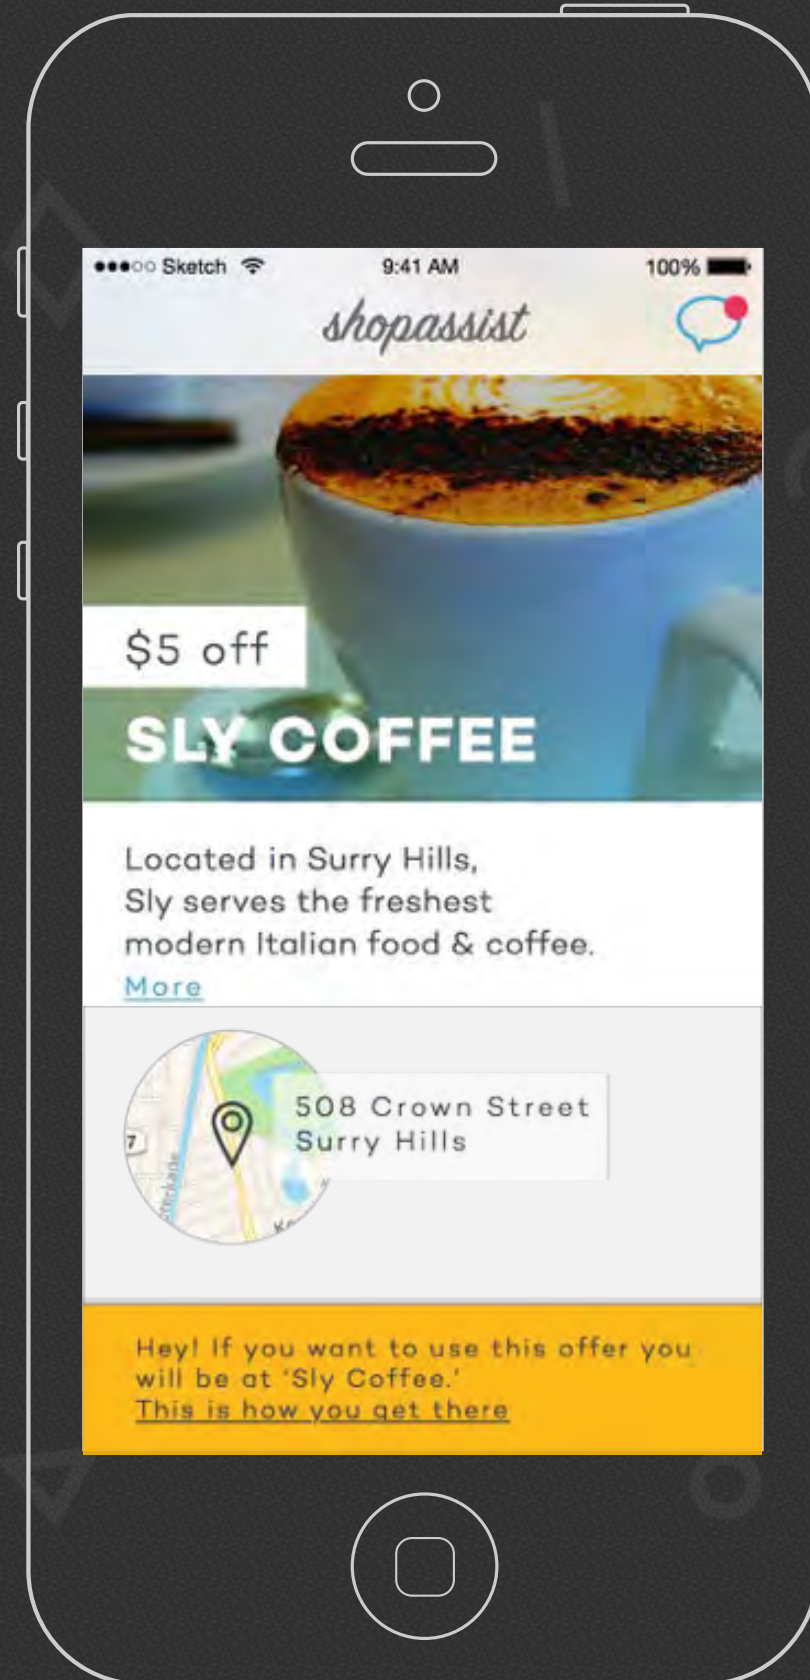 Sketch 9:41 AM 100%
shopassist
$5 off
SLY COFFEE
Located in Surry Hills,
Sly serves the freshest
modern Italian food & coffee.
More
7
508 Crown Street
Surry Hills
Hey! If you want to use this offer you
will be at 'Sly Coffee.'
This is how you get there